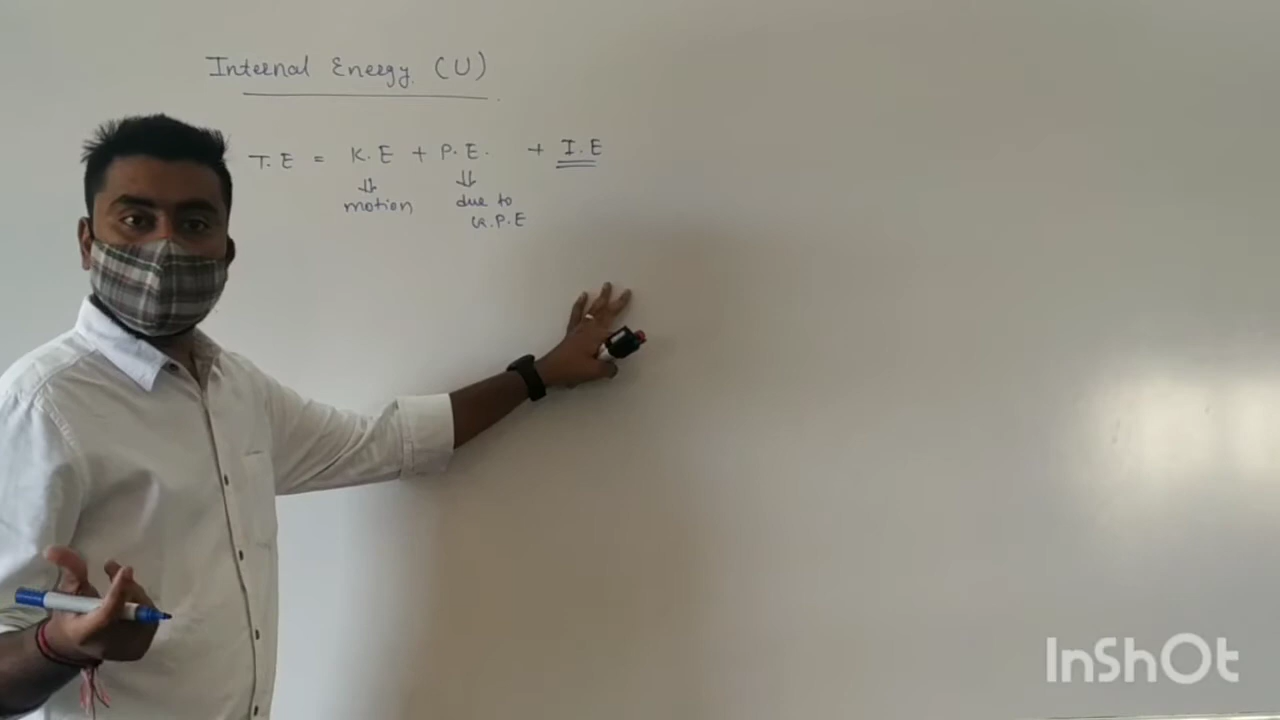 Internal Energy (U)
T.E = K.E + P.E. + I.E
⇓ ⇓
motion due to
K.P.E
InShOt